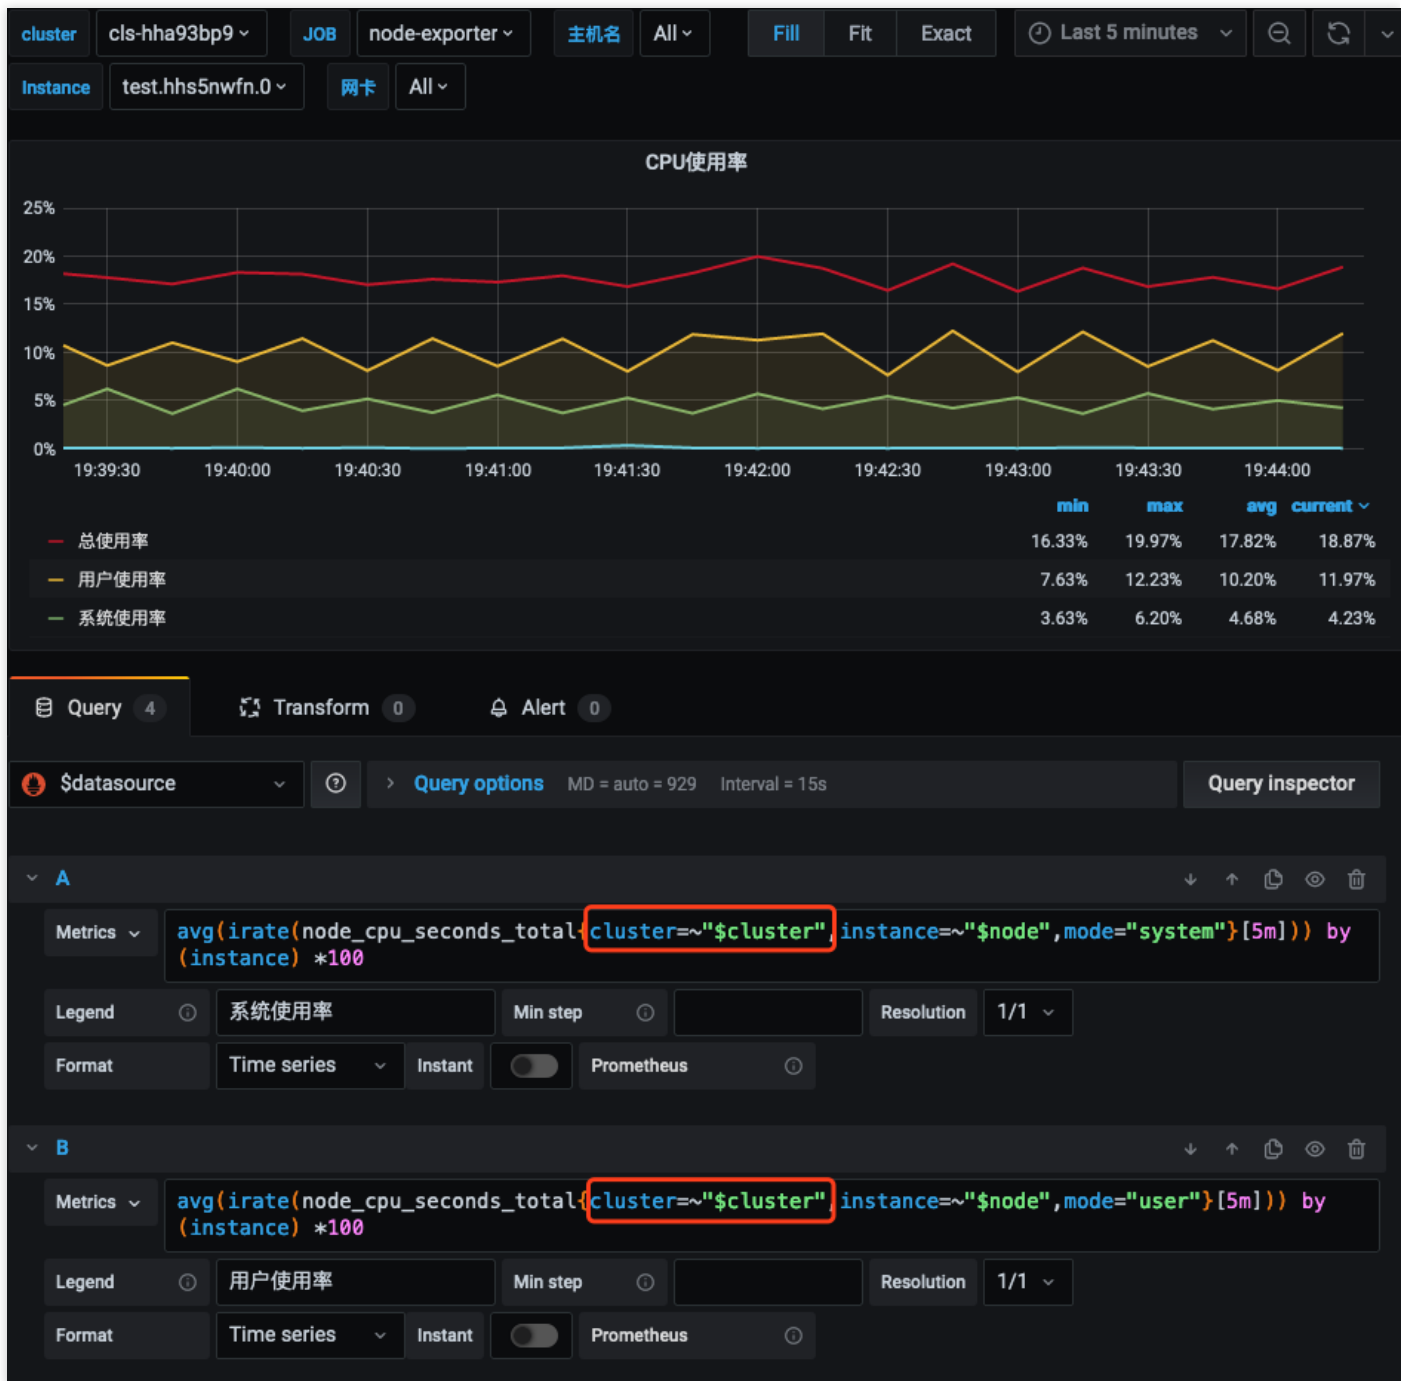 cluster cls-hha93bp9 JOB node-exporter 主机名 All Fill Fit Exact Last 5 minutes
Instance test.hhs5nwfn.0 网卡 All
CPU使用率
25%
20%
15%
10%
5%
0%
19:39:30 19:40:00 19:40:30 19:41:00 19:41:30 19:42:00 19:42:30 19:43:00 19:43:30 19:44:00
min max avg current
总使用率 16.33% 19.97% 17.82% 18.87%
用户使用率 7.63% 12.23% 10.20% 11.97%
系统使用率 3.63% 6.20% 4.68% 4.23%
Query 4 Transform 0 Alert 0
$datasource Query options MD = auto = 929 Interval = 15s Query inspector
A
Metrics avg(irate(node_cpu_seconds_total{cluster=~"$cluster",instance=~"$node",mode="system"}[5m])) by
(instance) *100
Legend 系统使用率 Min step Resolution 1/1
Format Time series Instant Prometheus
B
Metrics avg(irate(node_cpu_seconds_total{cluster=~"$cluster",instance=~"$node",mode="user"}[5m])) by
(instance) *100
Legend 用户使用率 Min step Resolution 1/1
Format Time series Instant Prometheus